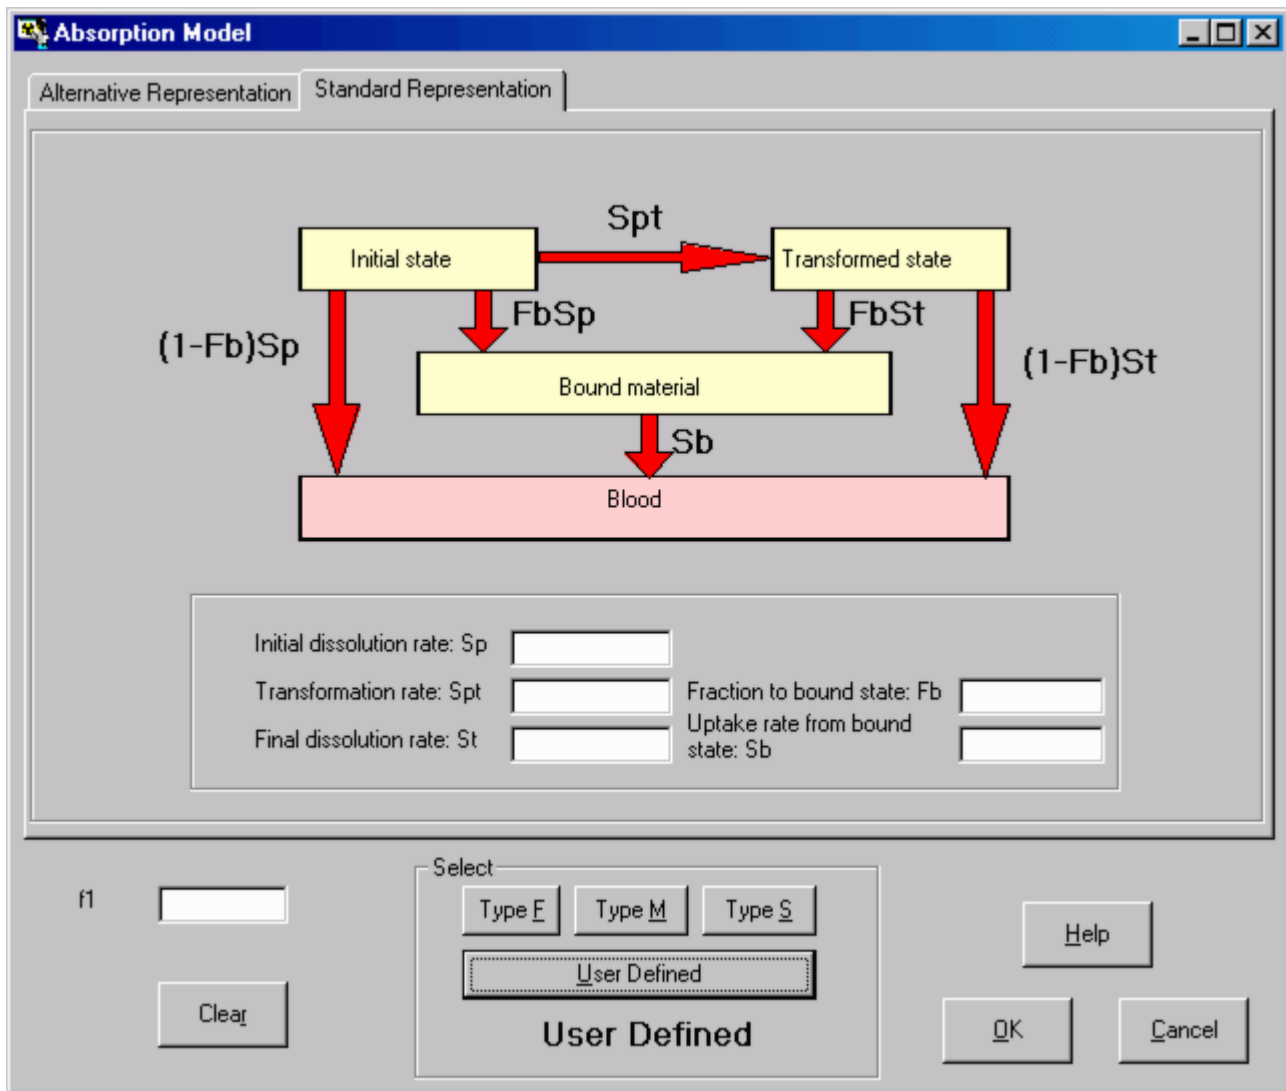 Absorption Model
Alternative Representation
Standard Representation
Spt
Initial state
Transformed state
(1-Fb)Sp
FbSp
FbSt
(1-Fb)St
Bound material
Sb
Blood
Initial dissolution rate: Sp
Transformation rate: Spt
Fraction to bound state: Fb
Final dissolution rate: St
Uptake rate from bound
state: Sb
f1
Select
Type F
Type M
Type S
User Defined
User Defined
Clear
Help
OK
Cancel